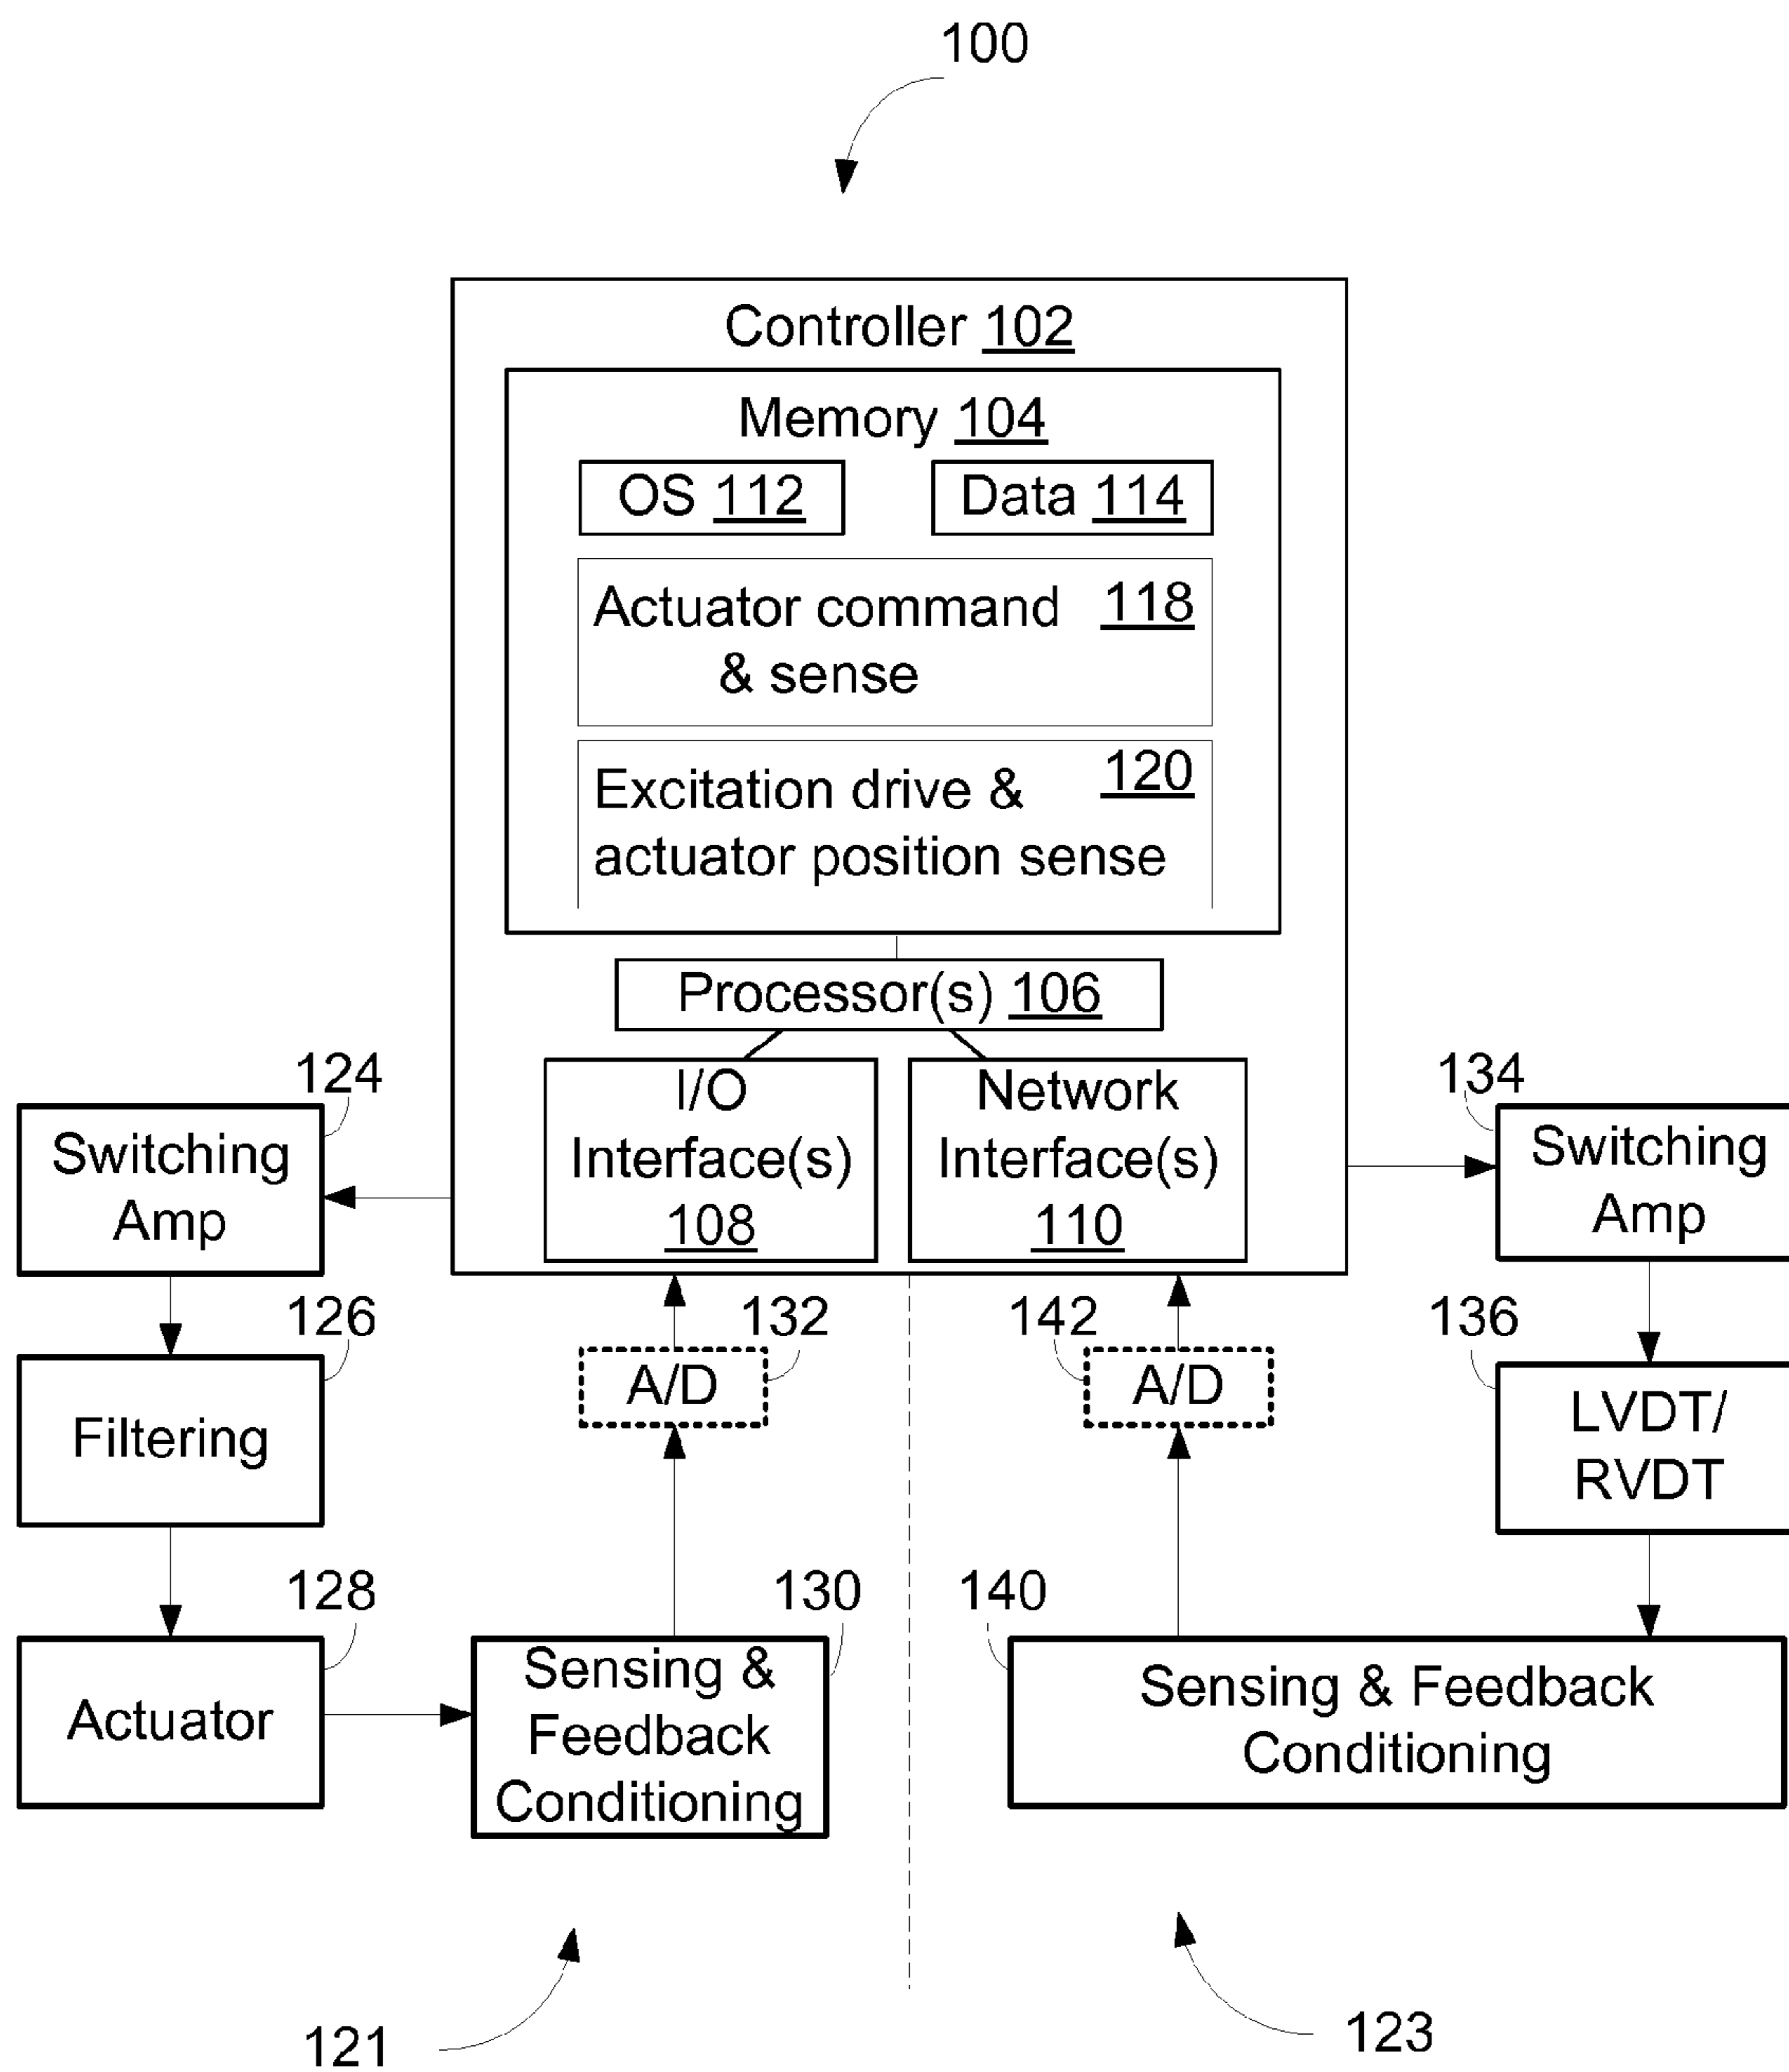 100
Controller 102
Memory 104
OS 112
Data 114
Actuator command 118
& sense
Excitation drive & 120
actuator position sense
Processor(s) 106
I/O
Interface(s)
108
Network
Interface(s)
110
124
Switching
Amp
126
Filtering
128
Actuator
130
Sensing &
Feedback
Conditioning
132
A/D
134
Switching
Amp
136
LVDT/
RVDT
140
Sensing & Feedback
Conditioning
142
A/D
121
123